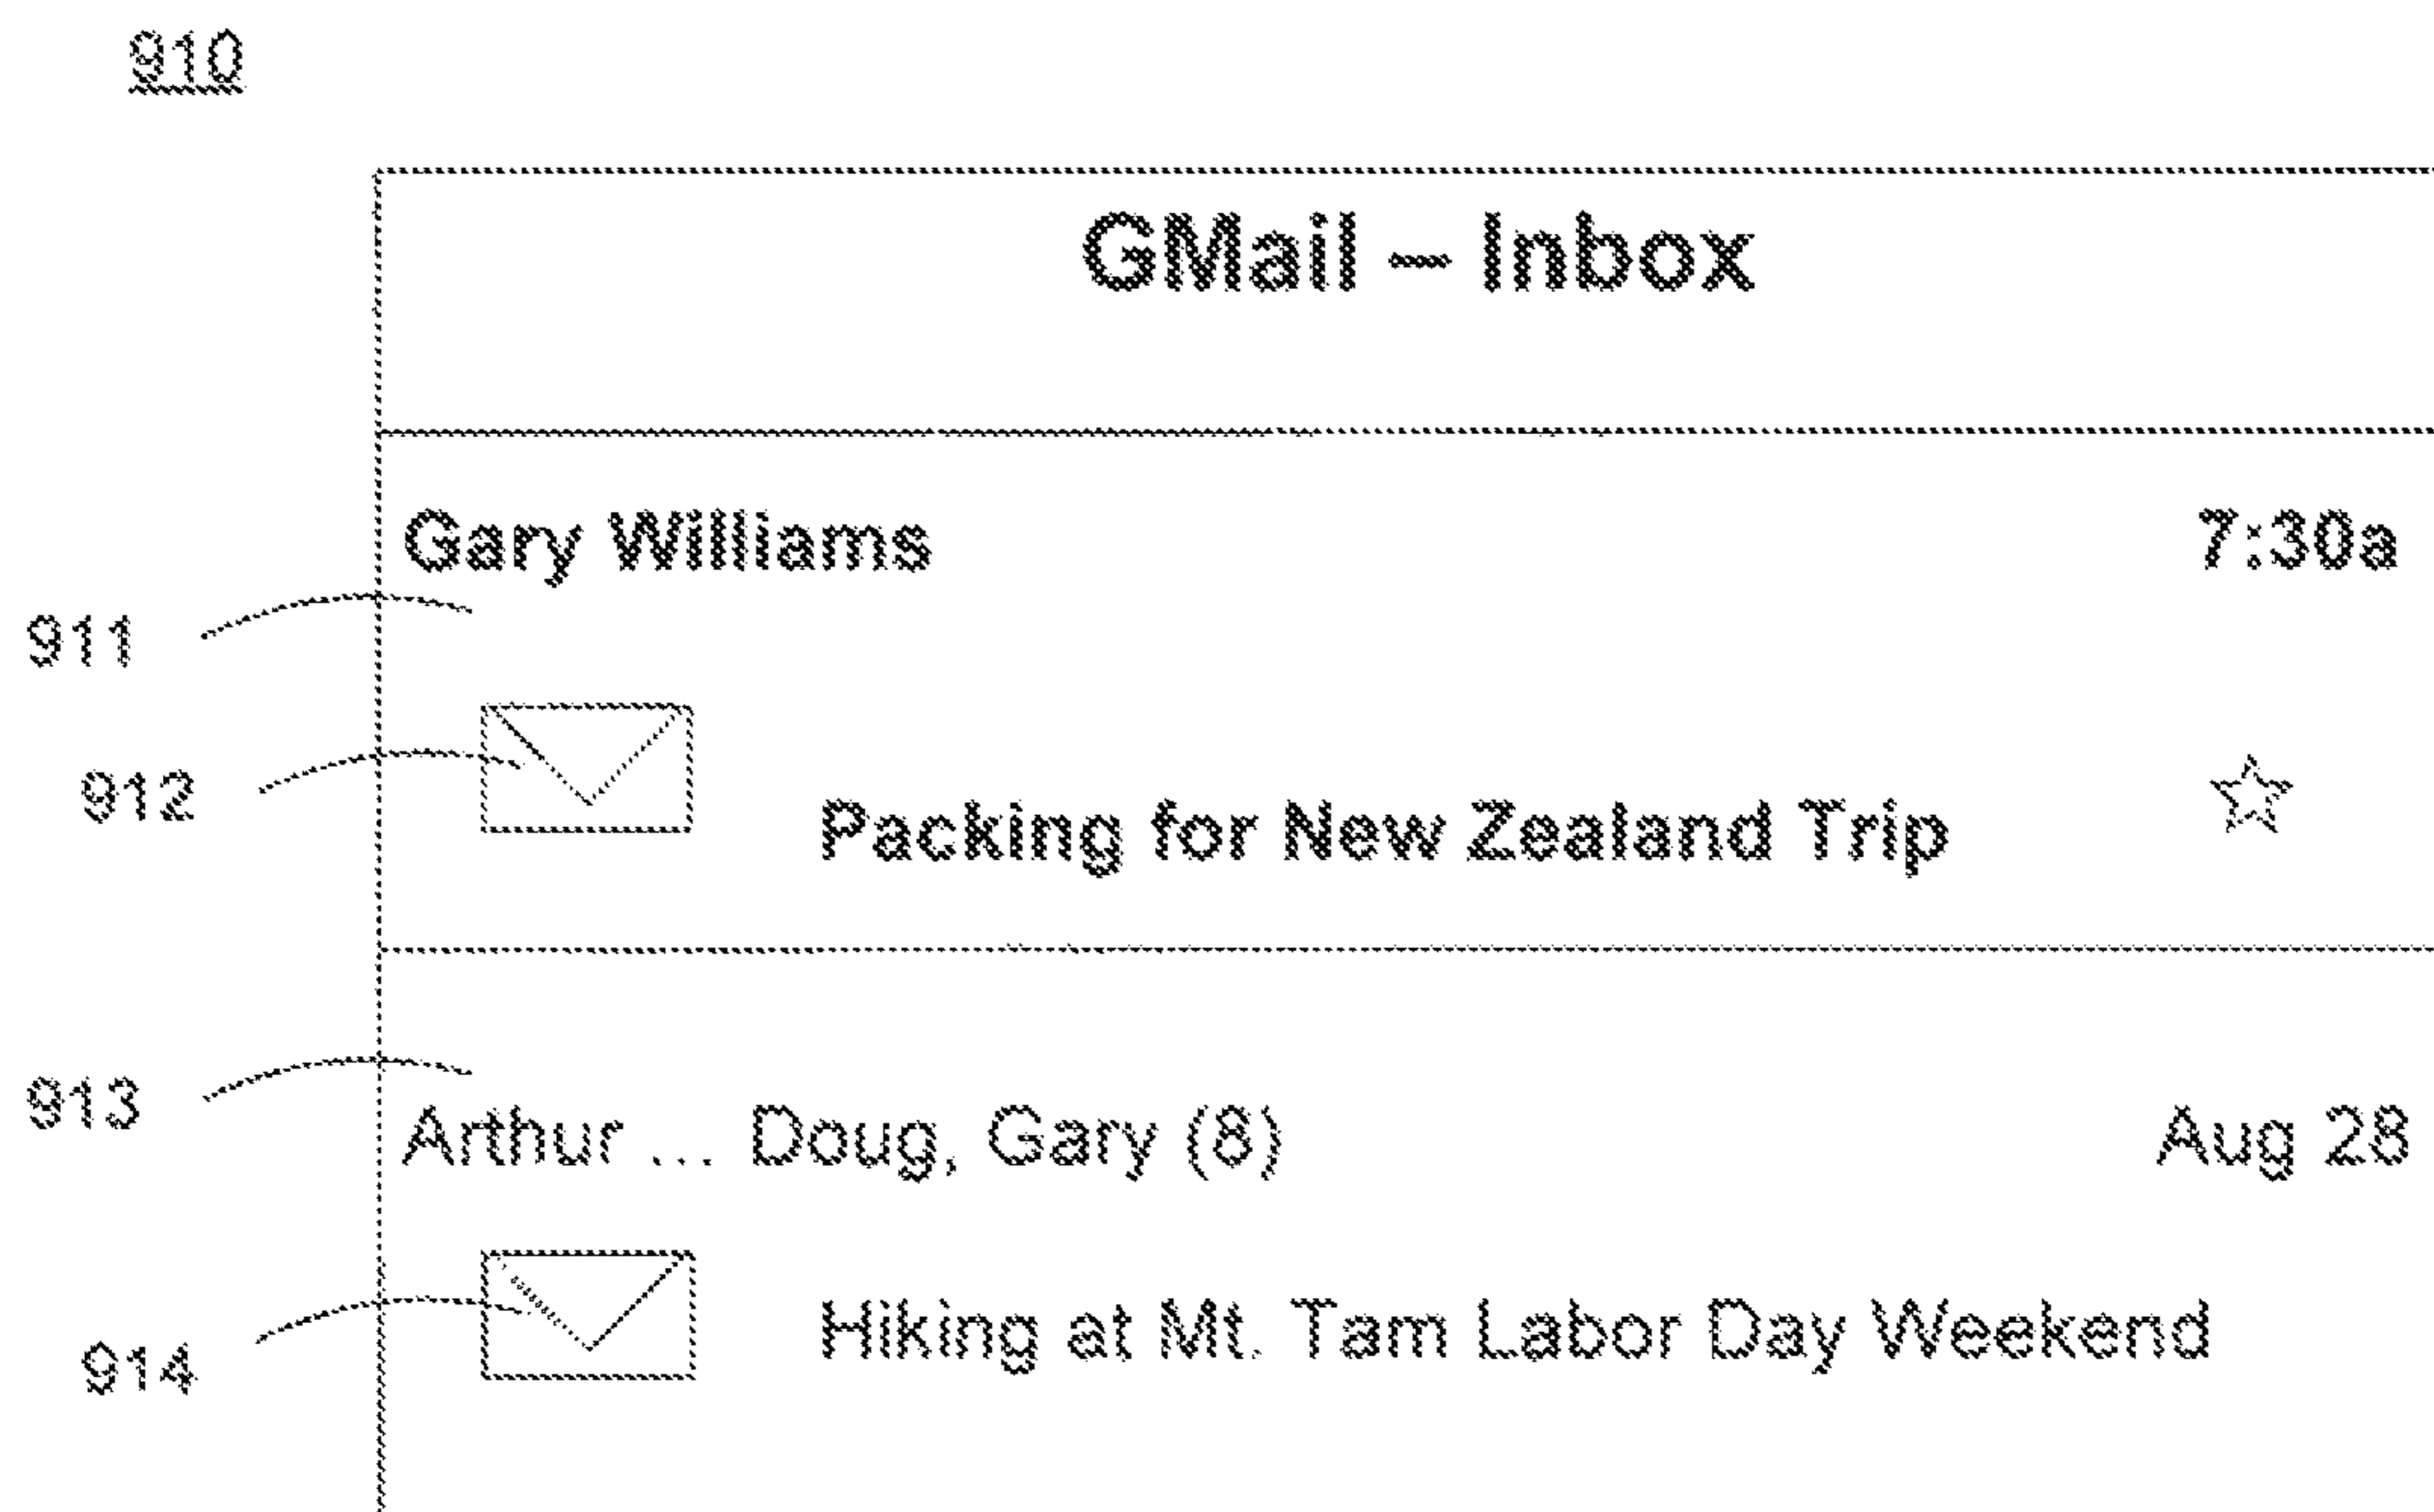 910
GMail – Inbox
Gary Williams 7:30a
911
912
Packing for New Zealand Trip
913
Arthur ... Doug, Gary (8) Aug 28
Hiking at Mt. Tam Labor Day Weekend
914